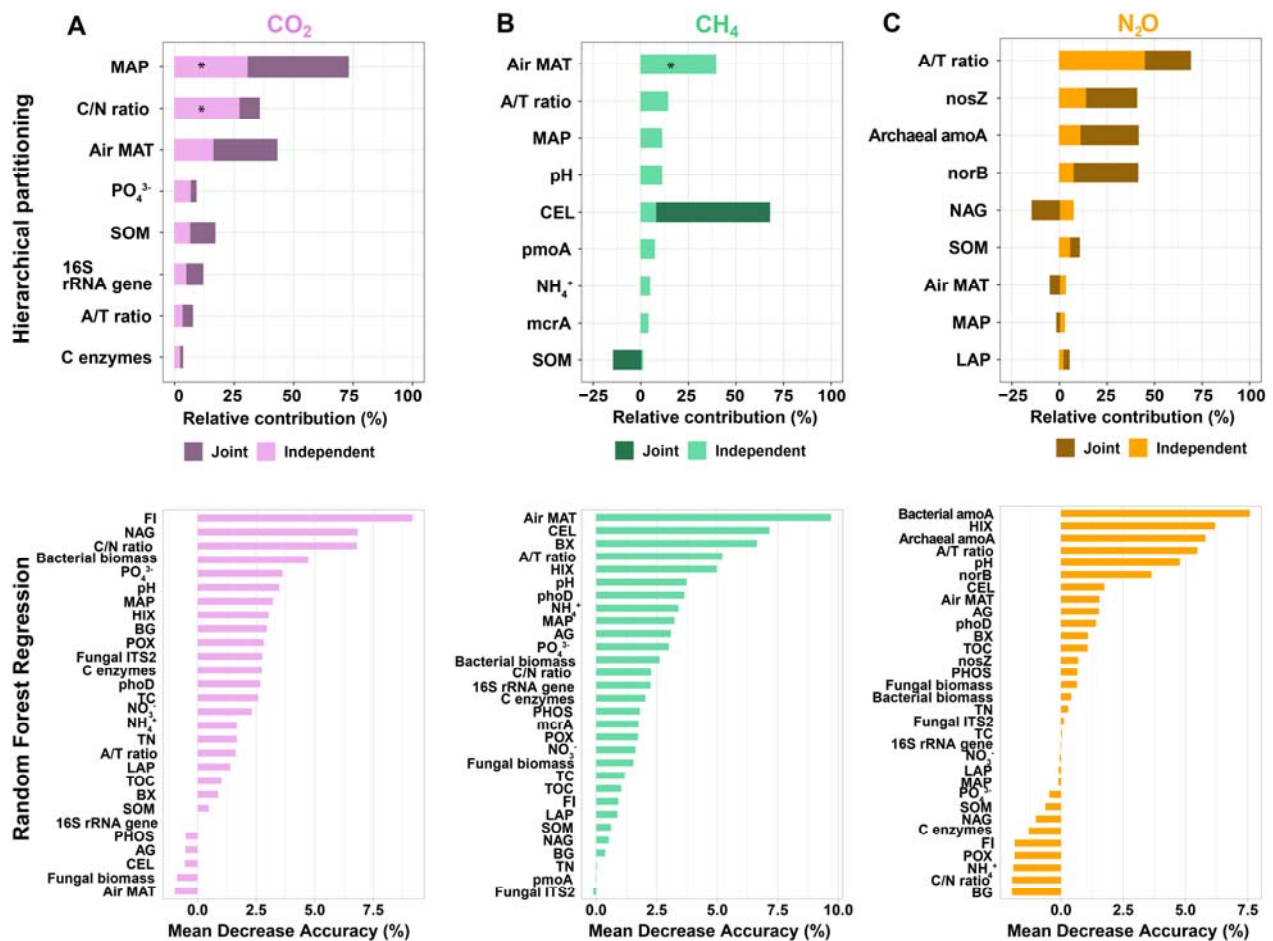 A
CO₂
Hierarchical partitioning
MAP
C/N ratio
Air MAT
PO₄³⁻
SOM
16S
rRNA gene
A/T ratio
C enzymes
*
*
0 25 50 75 100
Relative contribution (%)
Joint Independent
B
CH₄
Air MAT
A/T ratio
MAP
pH
CEL
pmoA
NH₄⁺
mcrA
SOM
*
−25 0 25 50 75 100
Relative contribution (%)
Joint Independent
C
N₂O
A/T ratio
nosZ
Archaeal amoA
norB
NAG
SOM
Air MAT
MAP
LAP
−25 0 25 50 75 100
Relative contribution (%)
Joint Independent
Random Forest Regression
FI
NAG
C/N ratio
Bacterial biomass
PO₄³⁻
pH
MAP
HIX
BG
POX
Fungal ITS2
C enzymes
phoD
TC
NO₃⁻
NH₄⁺
TN
A/T ratio
LAP
TOC
BX
SOM
16S rRNA gene
PHOS
AG
CEL
Fungal biomass
Air MAT
0.0 2.5 5.0 7.5
Mean Decrease Accuracy (%)
Air MAT
CEL
BX
A/T ratio
HIX
pH
phoD
NH₄⁺
MAP
AG
PO₄³⁻
Bacterial biomass
C/N ratio
16S rRNA gene
C enzymes
PHOS
mcrA
POX
NO₃⁻
Fungal biomass
TC
TOC
FI
LAP
SOM
NAG
BG
TN
pmoA
Fungal ITS2
0.0 2.5 5.0 7.5 10.0
Mean Decrease Accuracy (%)
Bacterial amoA
HIX
Archaeal amoA
A/T ratio
pH
norB
CEL
Air MAT
AG
phoD
BX
TOC
nosZ
PHOS
Fungal biomass
Bacterial biomass
TN
Fungal ITS2
TC
16S rRNA gene
NO₃⁻
LAP
MAP
PO₄³⁻
SOM
NAG
C enzymes
FI
POX
NH₄⁺
C/N ratio
BG
0.0 2.5 5.0 7.5
Mean Decrease Accuracy (%)